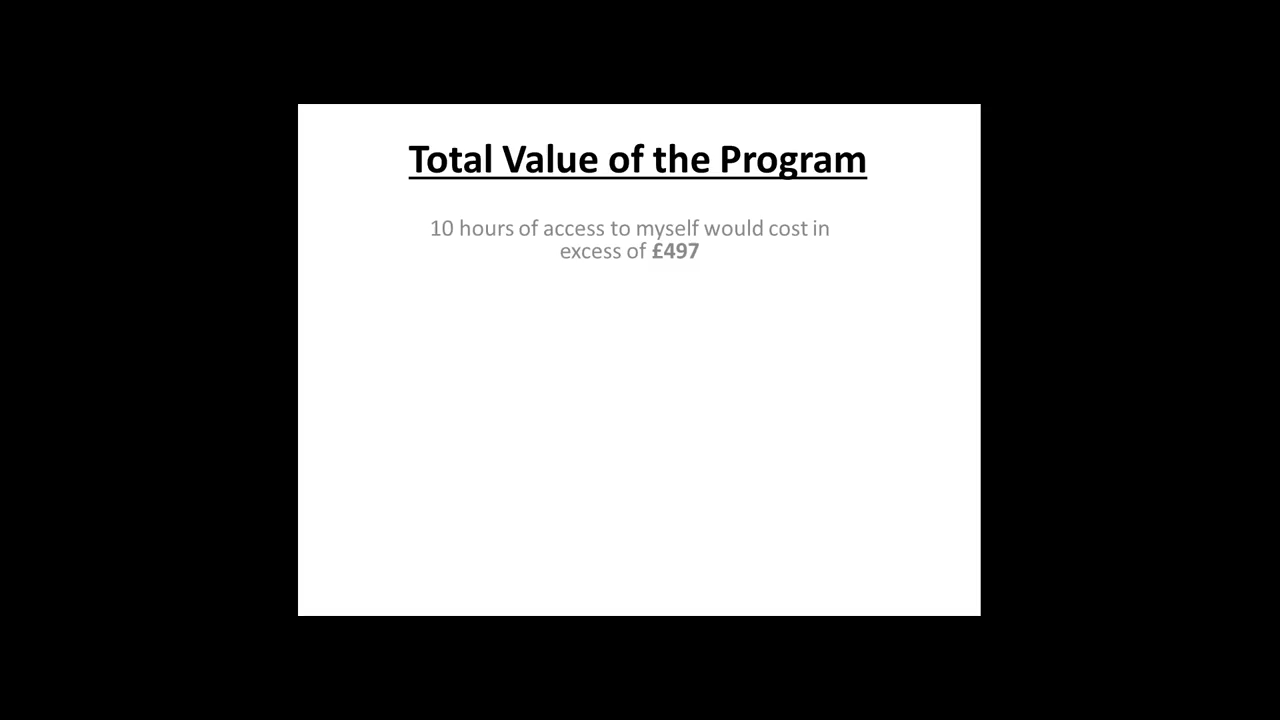 Total Value of the Program
10 hours of access to myself would cost in
excess of £497